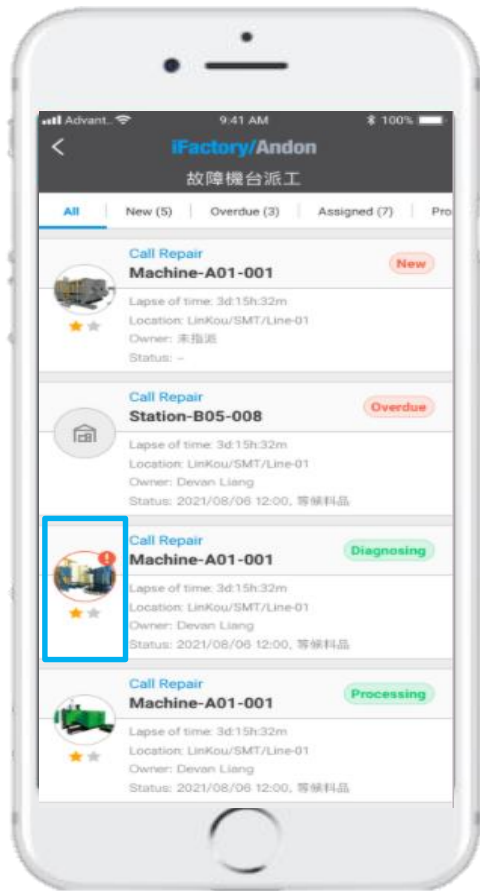 Advant..
9:41 AM
100%
iFactory/Andon
故障機台派工
All
New (5)
Overdue (3)
Assigned (7)
Pro
Call Repair
Machine-A01-001
New
Lapse of time: 3d:15h:32m
Location: LinKou/SMT/Line-01
Owner: 未指派
Status: –
Call Repair
Station-B05-008
Overdue
Lapse of time: 3d:15h:32m
Location: LinKou/SMT/Line-01
Owner: Devan Liang
Status: 2021/08/06 12:00, 等候料品
Call Repair
Machine-A01-001
Diagnosing
Lapse of time: 3d:15h:32m
Location: LinKou/SMT/Line-01
Owner: Devan Liang
Status: 2021/08/06 12:00, 等候料品
Call Repair
Machine-A01-001
Processing
Lapse of time: 3d:15h:32m
Location: LinKou/SMT/Line-01
Owner: Devan Liang
Status: 2021/08/06 12:00, 等候料品